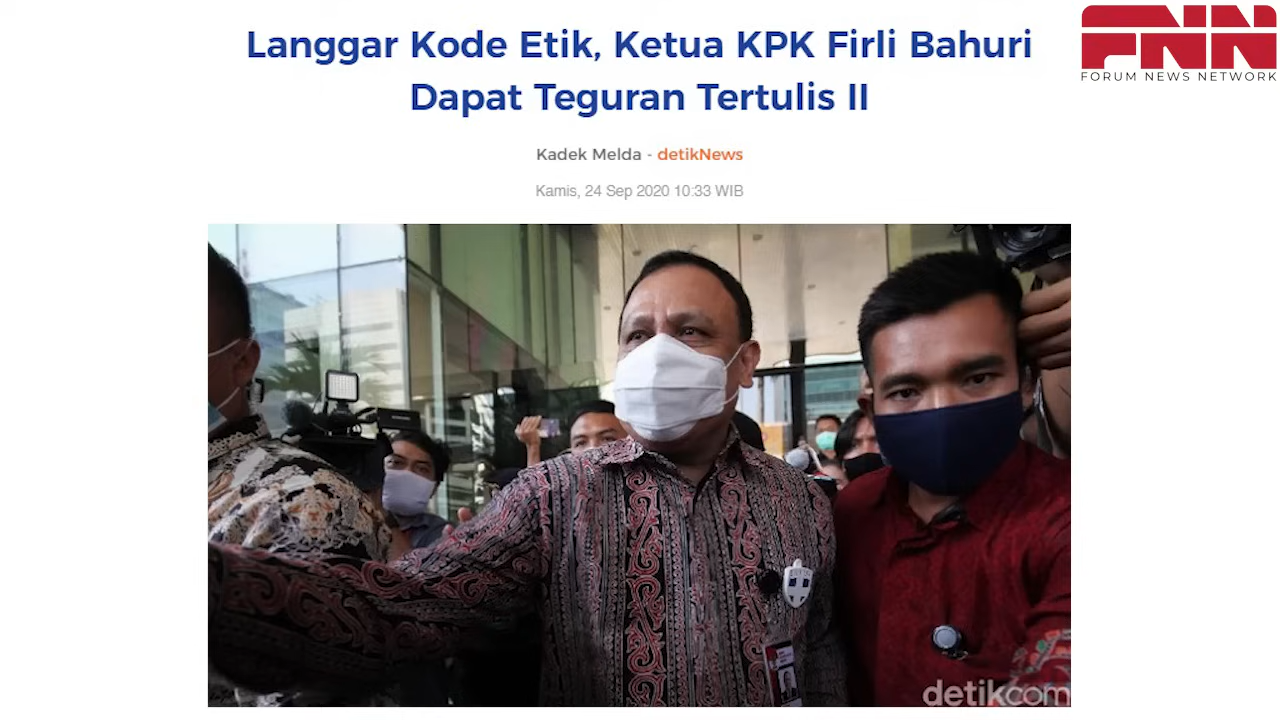 Langgar Kode Etik, Ketua KPK Firli Bahuri
Dapat Teguran Tertulis II
FNN
FORUM NEWS NETWORK
Kadek Melda - detikNews
Kamis, 24 Sep 2020 10:33 WIB
detikcom